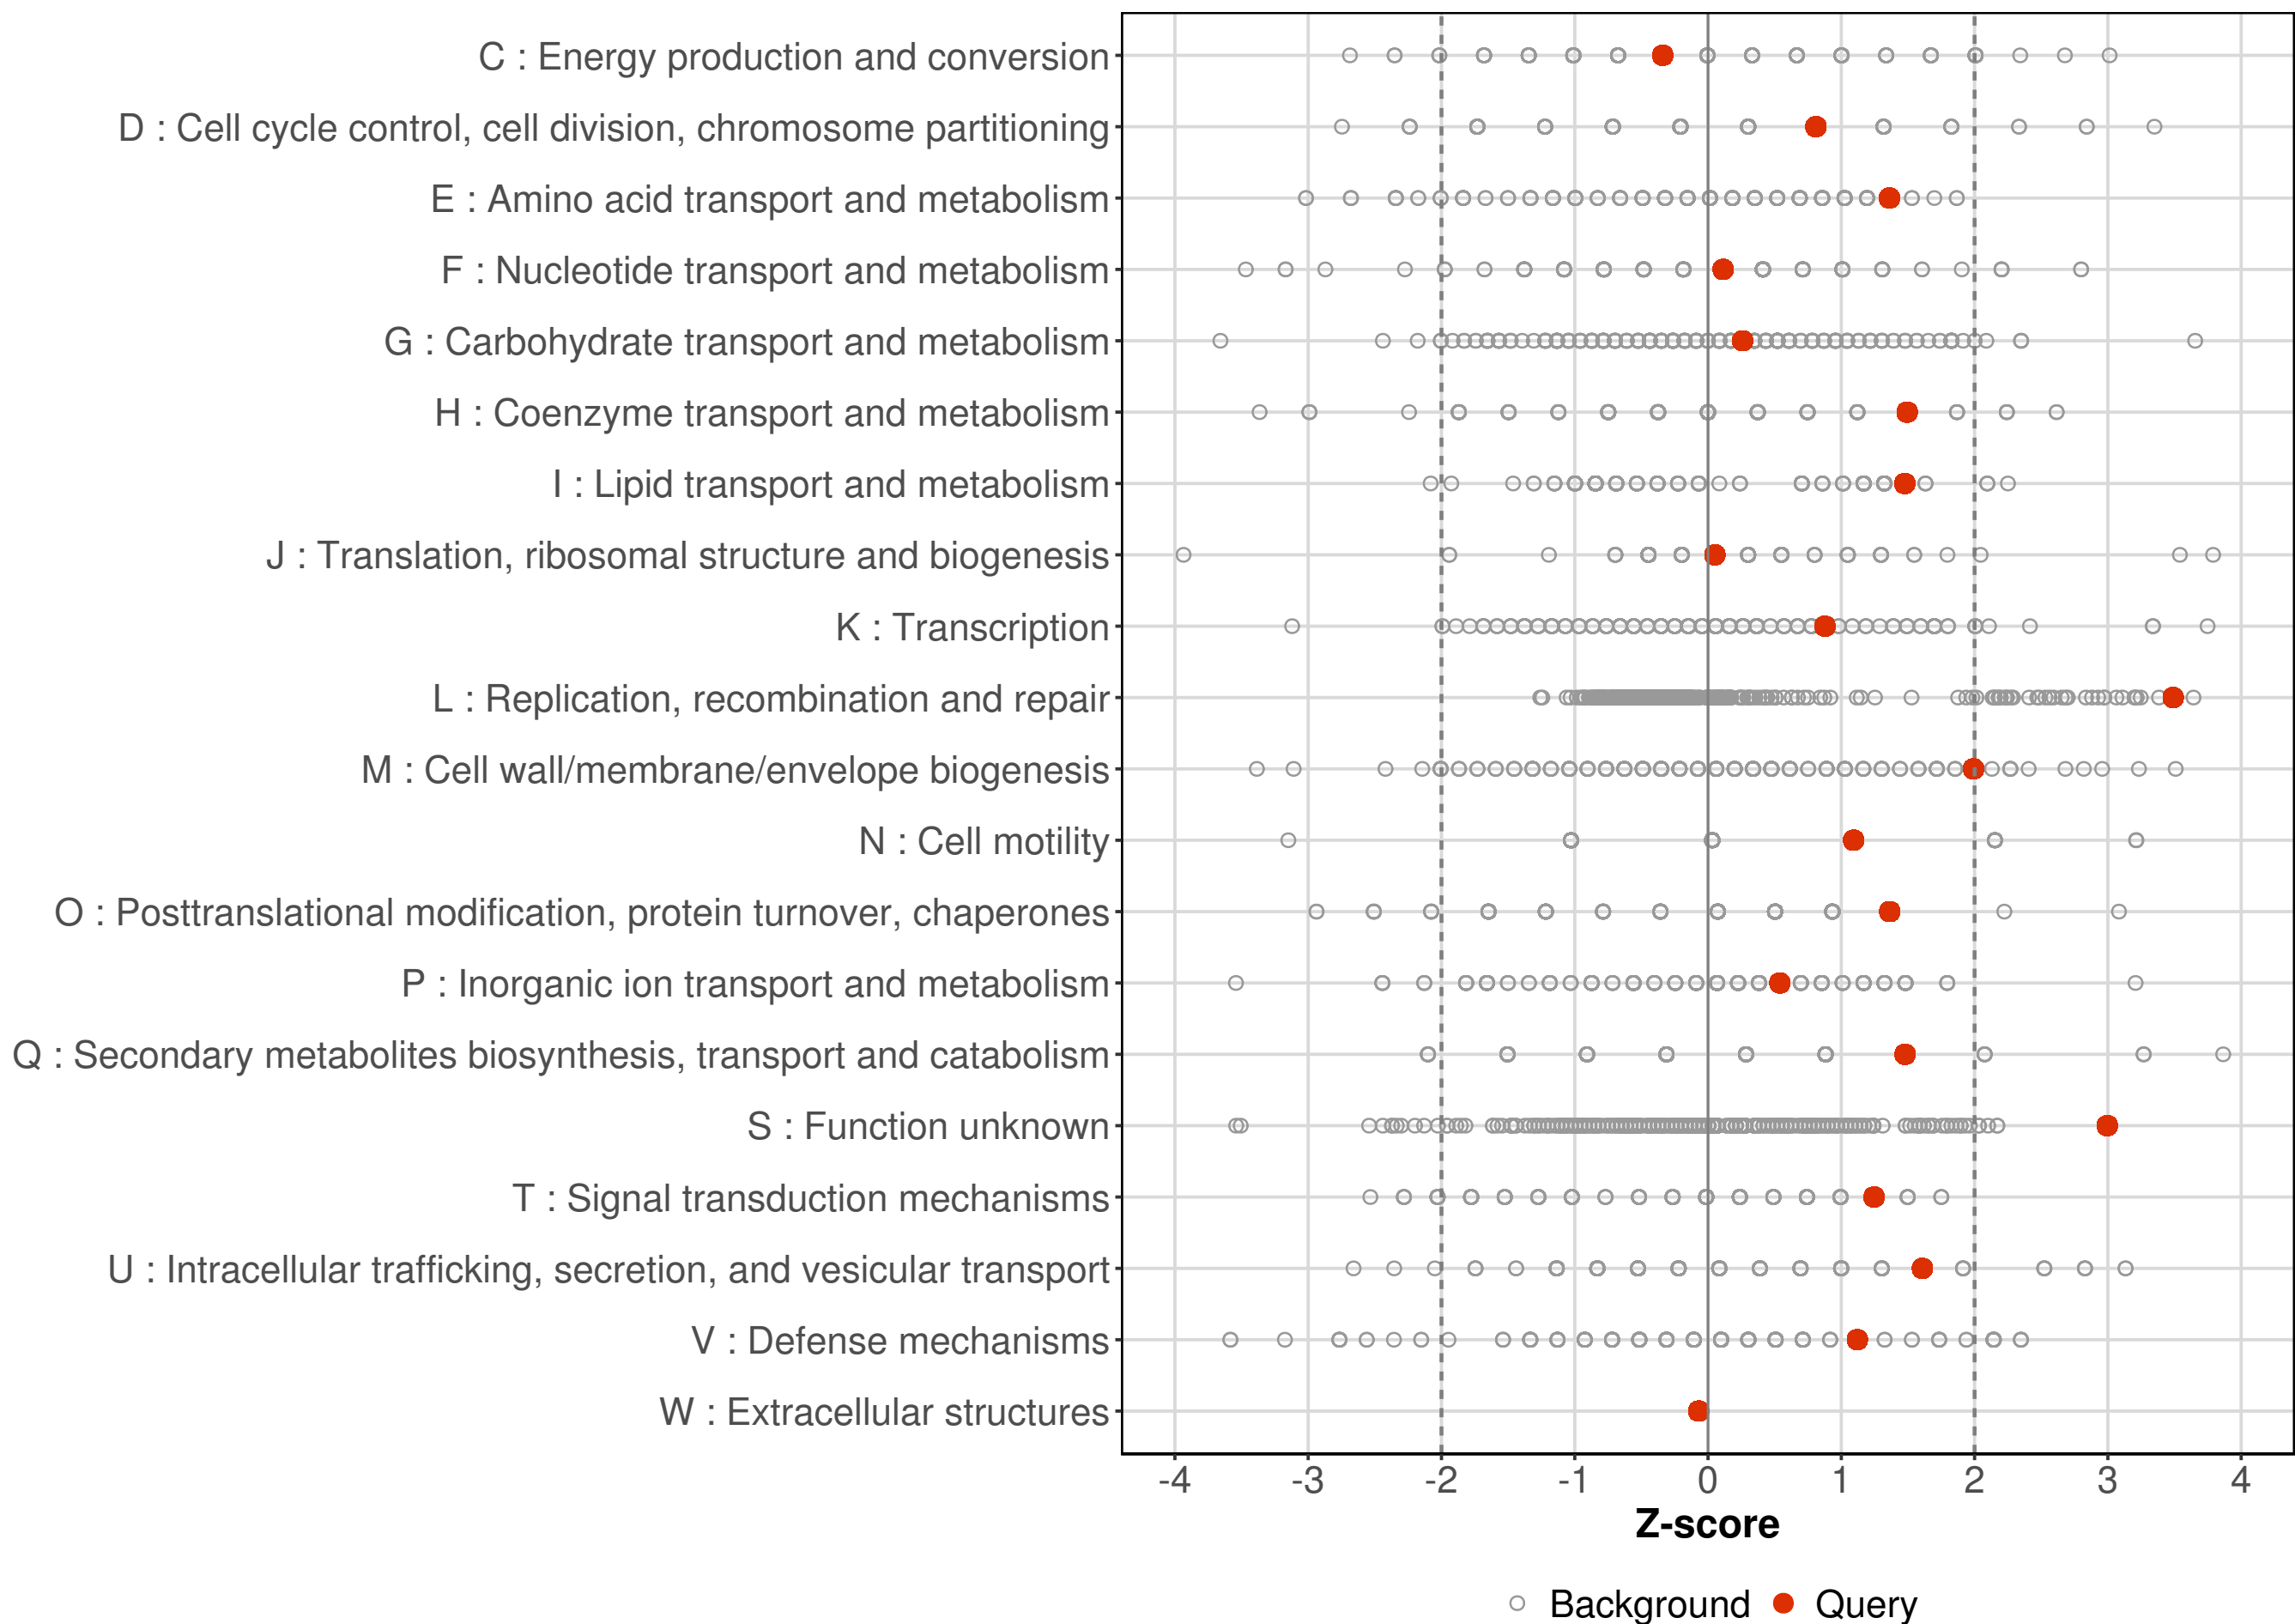 C : Energy production and conversion
D : Cell cycle control, cell division, chromosome partitioning
E : Amino acid transport and metabolism
F : Nucleotide transport and metabolism
G : Carbohydrate transport and metabolism
H : Coenzyme transport and metabolism
I : Lipid transport and metabolism
J : Translation, ribosomal structure and biogenesis
K : Transcription
L : Replication, recombination and repair
M : Cell wall/membrane/envelope biogenesis
N : Cell motility
O : Posttranslational modification, protein turnover, chaperones
P : Inorganic ion transport and metabolism
Q : Secondary metabolites biosynthesis, transport and catabolism
S : Function unknown
T : Signal transduction mechanisms
U : Intracellular trafficking, secretion, and vesicular transport
V : Defense mechanisms
W : Extracellular structures
-4 -3 -2 -1 0 1 2 3 4
Z-score
Background Query